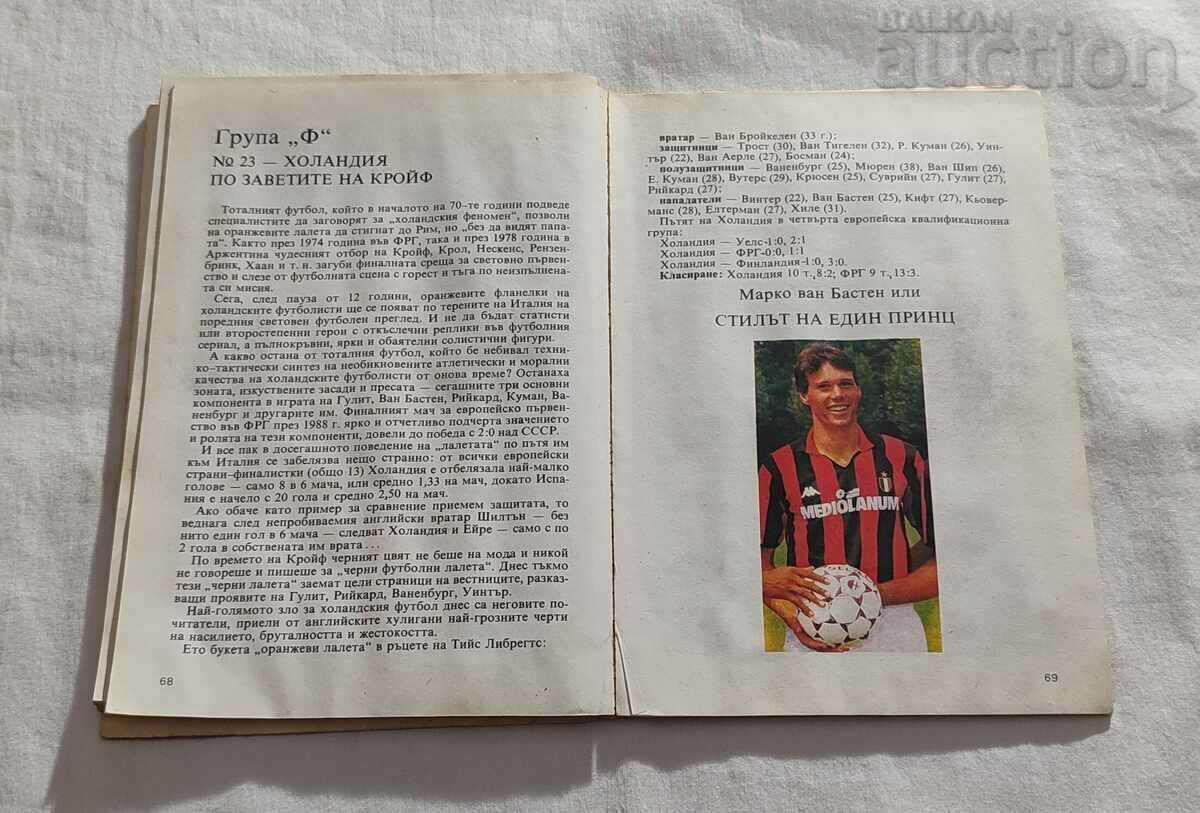 BALKAN
auction
Група „Ф“
№ 23 — ХОЛАНДИЯ
ПО ЗАВЕТИТЕ НА КРОЙФ
Тоталният футбол, който в началото на 70-те години подведе
специалистите да заговорят за „холандския феномен“, позволи
на оранжевите лалета да стигнат до Рим, но „без да видят папа-
та“. Както през 1974 година във ФРГ, така и през 1978 година в
Аржентина чудесният отбор на Кройф, Крол, Нескенс, Рензен-
бринк, Хаан и т. н. загуби финалната среща за световно първен-
ство и слезе от футболната сцена с горест и тъга по неизпълнена-
та си мисия.
Сега, след пауза от 12 години, оранжевите фланелки на
холандските футболисти ще се появат по терените на Италия на
поредния световен футболен преглед. И не да бъдат статисти
или второстепенни герои с откъслечни реплики във футболния
сериал, а пълнокръвни, ярки и обаятелни солистични фигури.
А какво остана от тоталния футбол, който бе небивал техни-
ко-тактически синтез на необикновените атлетически и морални
качества на холандските футболисти от онова време? Останаха
зоната, изкуствените засади и пресата — сегашните три основни
компонента в играта на Гулит, Ван Бастен, Рийкард, Куман, Ва-
ненбург и другарите им. Финалният мач за европейско първен-
ство във ФРГ през 1988 г. ярко и отчетливо подчерта значението
и ролята на тези компоненти, довели до победа с 2:0 над СССР.
И все пак в досегашното поведение на „лалетата“ по пътя им
към Италия се забелязва нещо странно: от всички европейски
страни-финалистки (общо 13) Холандия е отбелязала най-малко
голове — само 8 в 6 мача, или средно 1,33 на мач, докато Испа-
ния е начело с 20 гола и средно 2,50 на мач.
Ако обаче като пример за сравнение приемем защитата, то
веднага след непробиваемия английски вратар Шилтън — без
нито един гол в 6 мача — следват Холандия и Ейре — само с по
2 гола в собствената им врата...
По времето на Кройф черният цвят не беше на мода и никой
не говореше и пишеше за „черни футболни лалета“. Днес тъкмо
тези „черни лалета“ заемат цели страници на вестниците, разказ-
ващи проявите на Гулит, Рийкард, Ваненбург, Уинтър.
Най-голямото зло за холандския футбол днес са неговите по-
читатели, приели от английските хулигани най-грозните черти
на насилието, бруталността и жестокостта.
Ето букета „оранжеви лалета“ в ръцете на Тийс Либрегтс:
68
вратар — Ван Бройкелен (33 г.);
защитници — Трост (30), Ван Тигелен (32), Р. Куман (26), Уин-
тър (22), Ван Аерле (27), Босман (24);
полузащитници — Ваненбург (25), Мюрен (38), Ван Шип (26),
Е. Куман (28), Вутерс (29), Крюсен (25), Суврийн (27), Гулит (27),
Рийкард (27);
нападатели — Винтер (22), Ван Бастен (25), Кифт (27), Кьовер-
манс (28), Елтерман (27), Хиле (31).
Пътят на Холандия в четвърта европейска квалификационна
група:
Холандия — Уелс-1:0, 2:1
Холандия — ФРГ-0:0, 1:1
Холандия — Финландия-1:0, 3:0.
Класиране: Холандия 10 т.,8:2; ФРГ 9 т.,13:3.
Марко ван Бастен или
СТИЛЪТ НА ЕДИН ПРИНЦ
MEDIOLANUM
69